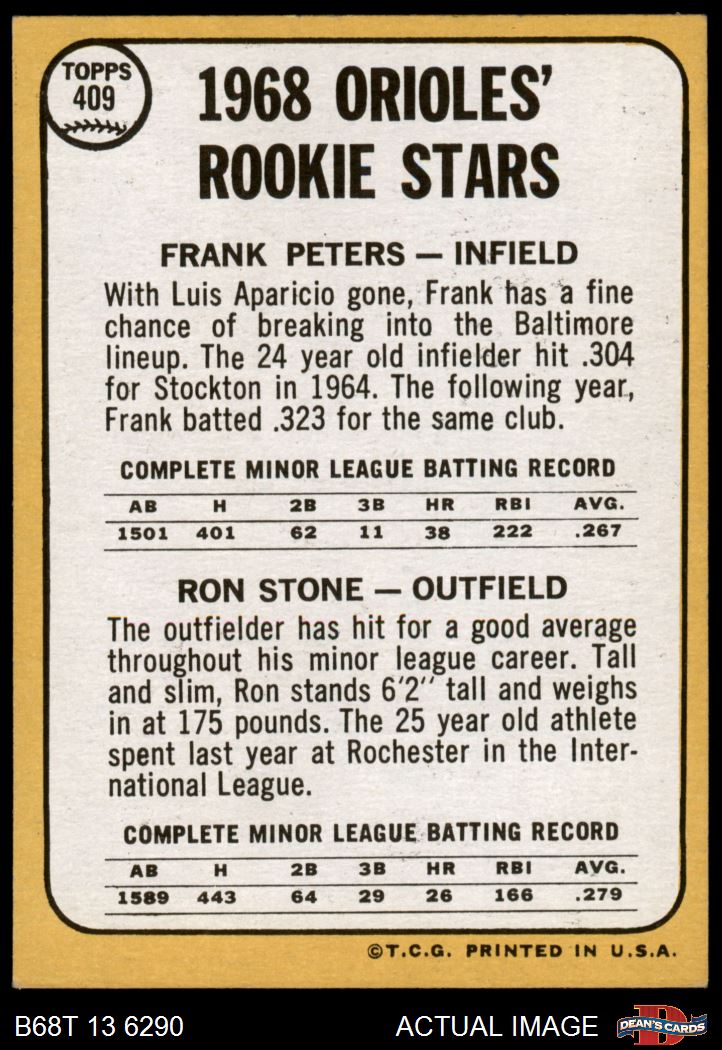 TOPPS
409
1968 ORIOLES'
ROOKIE STARS
FRANK PETERS — INFIELD
With Luis Aparicio gone, Frank has a fine
chance of breaking into the Baltimore
lineup. The 24 year old infielder hit .304
for Stockton in 1964. The following year,
Frank batted .323 for the same club.
COMPLETE MINOR LEAGUE BATTING RECORD
AB H 2B 3B HR RBI AVG.
1501 401 62 11 38 222 .267
RON STONE — OUTFIELD
The outfielder has hit for a good average
throughout his minor league career. Tall
and slim, Ron stands 6'2" tall and weighs
in at 175 pounds. The 25 year old athlete
spent last year at Rochester in the Inter-
national League.
COMPLETE MINOR LEAGUE BATTING RECORD
AB H 2B 3B HR RBI AVG.
1589 443 64 29 26 166 .279
©T.C.G. PRINTED IN U.S.A.
B68T 13 6290 ACTUAL IMAGE
D
DEAN'S CARDS